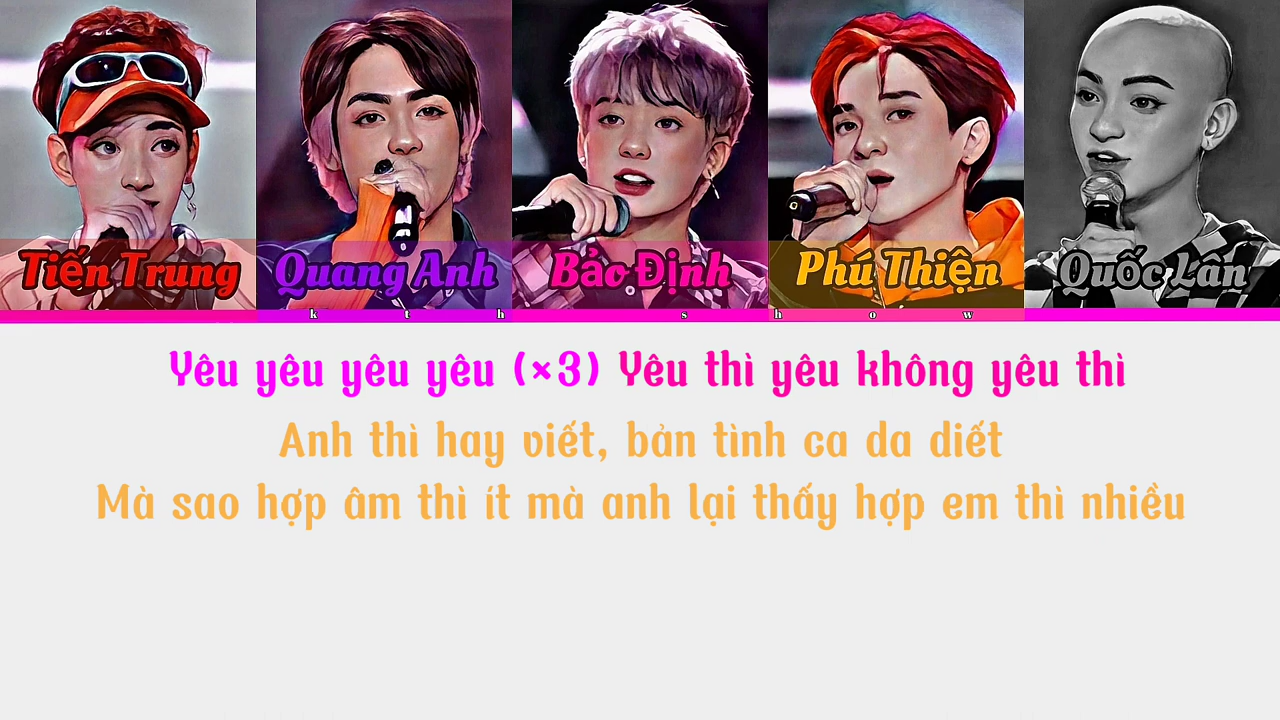 Tiến Trung Quang Anh Bảo Định Phú Thiện Quốc Lân
k t h s h o w
Yêu yêu yêu yêu (×3) Yêu thì yêu không yêu thì
Anh thì hay viết, bản tình ca da diết
Mà sao hợp âm thì ít mà anh lại thấy hợp em thì nhiều